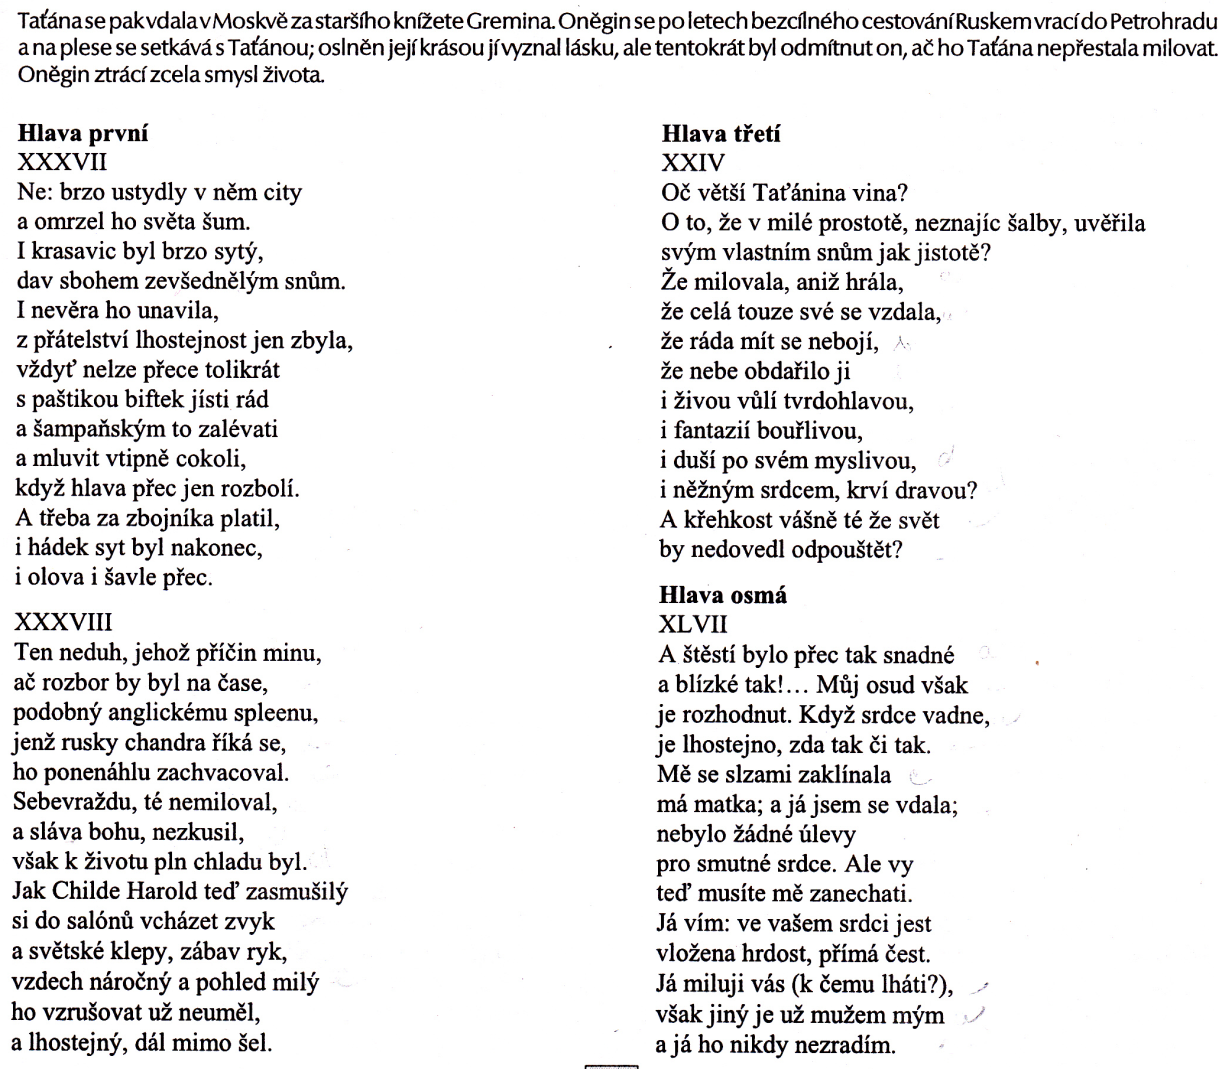 Taťána se pak vdala v Moskvě za staršího knížete Gremina. Oněgin se po letech bezcílného cestování Ruskem vrací do Petrohradu
a na plese se setkává s Taťánou; oslněn její krásou jí vyznal lásku, ale tentokrát byl odmítnut on, ač ho Taťána nepřestala milovat.
Oněgin ztrácí zcela smysl života.
Hlava první
XXXVII
Ne: brzo ustydly v něm city
a omrzel ho světa šum.
I krasavic byl brzo sytý,
dav sbohem zevšednělým snům.
I nevěra ho unavila,
z přátelství lhostejnost jen zbyla,
vždyť nelze přece tolikrát
s paštikou biftek jísti rád
a šampaňským to zalévati
a mluvit vtipně cokoli,
když hlava přec jen rozbolí.
A třeba za zbojníka platil,
i hádek syt byl nakonec,
i olova i šavle přec.
XXXVIII
Ten neduh, jehož příčin minu,
ač rozbor by byl na čase,
podobný anglickému spleenu,
jenž rusky chandra říká se,
ho ponenáhlu zachvacoval.
Sebevraždu, té nemiloval,
a sláva bohu, nezkusil,
však k životu pln chladu byl.
Jak Childe Harold teď zasmušilý
si do salónů vcházet zvyk
a světské klepy, zábav ryk,
vzdech náročný a pohled milý
ho vzrušovat už neuměl,
a lhostejný, dál mimo šel.
Hlava třetí
XXIV
Oč větší Taťánina vina?
O to, že v milé prostotě, neznajíc šalby, uvěřila
svým vlastním snům jak jistotě?
Že milovala, aniž hrála,
že celá touze své se vzdala,
že ráda mít se nebojí,
že nebe obdařilo ji
i živou vůlí tvrdohlavou,
i fantazií bouřlivou,
i duší po svém myslivou,
i něžným srdcem, krví dravou?
A křehkost vášně té že svět
by nedovedl odpouštět?
Hlava osmá
XLVII
A štěstí bylo přec tak snadné
a blízké tak!… Můj osud však
je rozhodnut. Když srdce vadne,
je lhostejno, zda tak či tak.
Mě se slzami zaklínala
má matka; a já jsem se vdala;
nebylo žádné úlevy
pro smutné srdce. Ale vy
teď musíte mě zanechati.
Já vím: ve vašem srdci jest
vložena hrdost, přímá čest.
Já miluji vás (k čemu lháti?),
však jiný je už mužem mým
a já ho nikdy nezradím.